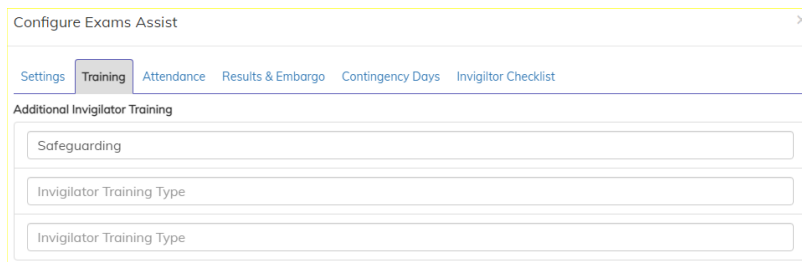 Configure Exams Assist
Settings Training Attendance Results & Embargo Contingency Days Invigiltor Checklist
Additional Invigilator Training
Safeguarding
Invigilator Training Type
Invigilator Training Type